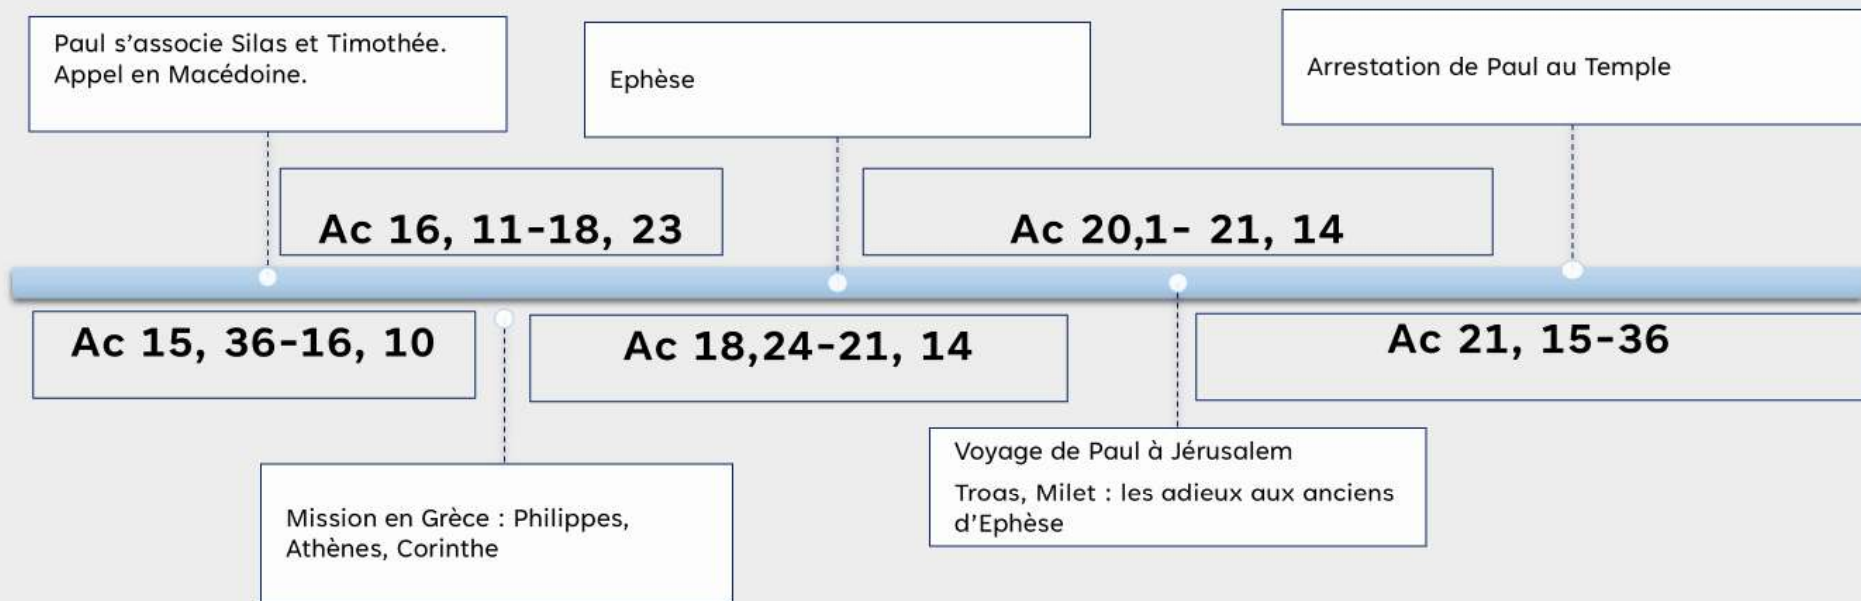 Paul s’associe Silas et Timothée.
Appel en Macédoine.
Ephèse
Arrestation de Paul au Temple
Ac 16, 11-18, 23
Ac 20,1- 21, 14
Ac 15, 36-16, 10
Ac 18,24-21, 14
Ac 21, 15-36
Mission en Grèce : Philippes,
Athènes, Corinthe
Voyage de Paul à Jérusalem
Troas, Milet : les adieux aux anciens
d’Ephèse